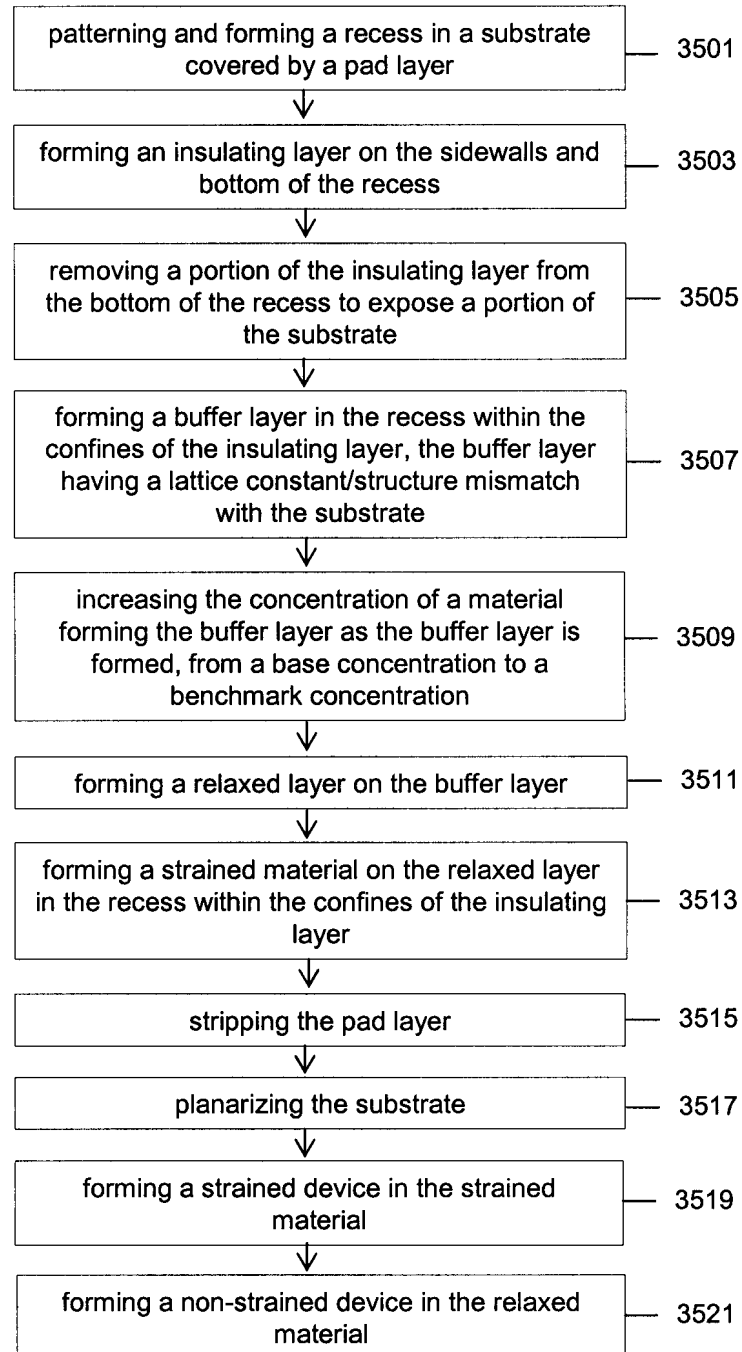 patterning and forming a recess in a substrate
covered by a pad layer
3501
forming an insulating layer on the sidewalls and
bottom of the recess
3503
removing a portion of the insulating layer from
the bottom of the recess to expose a portion of
the substrate
3505
forming a buffer layer in the recess within the
confines of the insulating layer, the buffer layer
having a lattice constant/structure mismatch
with the substrate
3507
increasing the concentration of a material
forming the buffer layer as the buffer layer is
formed, from a base concentration to a
benchmark concentration
3509
forming a relaxed layer on the buffer layer
3511
forming a strained material on the relaxed layer
in the recess within the confines of the insulating
layer
3513
stripping the pad layer
3515
planarizing the substrate
3517
forming a strained device in the strained
material
3519
forming a non-strained device in the relaxed
material
3521